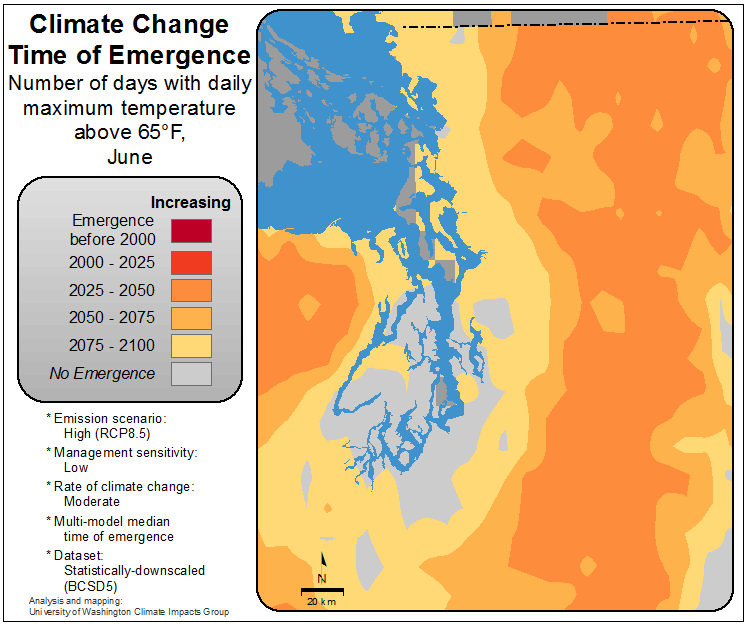 Climate Change
Time of Emergence
Number of days with daily
maximum temperature
above 65°F,
June
Increasing
Emergence
before 2000
2000 - 2025
2025 - 2050
2050 - 2075
2075 - 2100
No Emergence
* Emission scenario:
High (RCP8.5)
* Management sensitivity:
Low
* Rate of climate change:
Moderate
* Multi-model median
time of emergence
* Dataset:
Statistically-downscaled
(BCSD5)
Analysis and mapping:
University of Washington Climate Impacts Group
N
20 km